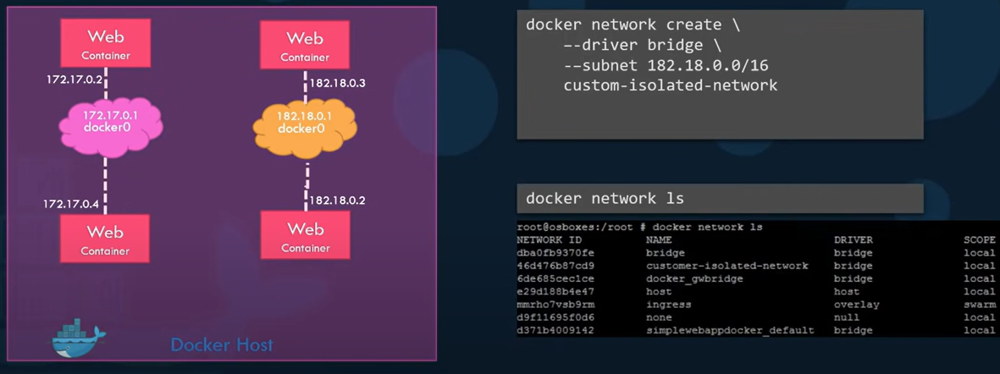 Web
Container
172.17.0.2
172.17.0.1
docker0
172.17.0.4
Web
Container
Web
Container
182.18.0.3
182.18.0.1
docker0
182.18.0.2
Web
Container
Docker Host
docker network create \
–-driver bridge \
--subnet 182.18.0.0/16
custom-isolated-network
docker network ls
root@osboxes:/root # docker network ls
NETWORK ID NAME DRIVER SCOPE
dba0fb9370fe bridge bridge local
46d476b87cd9 customer-isolated-network bridge local
6de685cec1ce docker_gwbridge bridge local
e29d188b4e47 host host local
mmrho7vsb9rm ingress overlay swarm
d9f11695f0d6 none null local
d371b4009142 simplewebappdocker_default bridge local